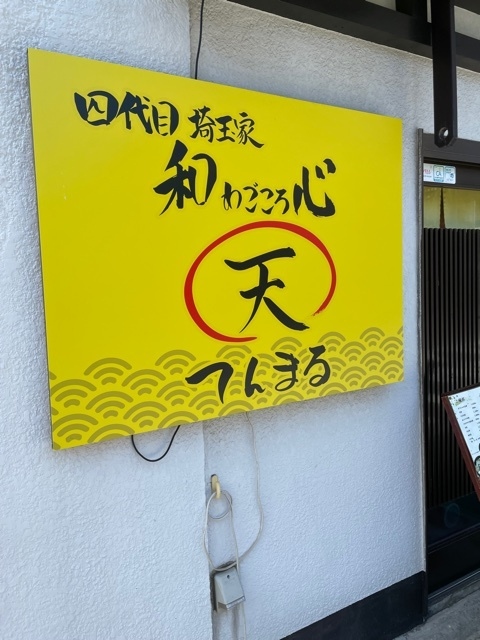 四代目 埼玉家
和わごころ心
天
てんまる